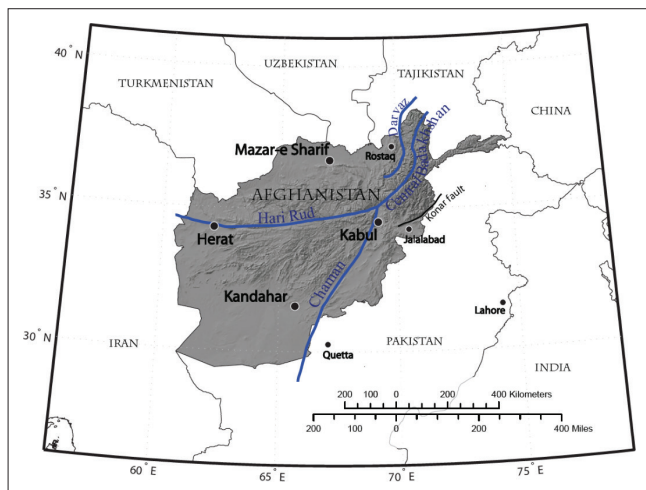 40° N
UZBEKISTAN
TURKMENISTAN
TAJIKISTAN
CHINA
Darvaz
Central Badakhshan
Mazar-e Sharif
Rostaq
35° N
AFGHANISTAN
Konar fault
Hari Rud
Herat
Kabul
Jalalabad
Chaman
Kandahar
Lahore
30° N
IRAN
Quetta
PAKISTAN
INDIA
200 100 0 200 400 Kilometers
200 100 0 200 400 Miles
60° E
65° E
70° E
75° E